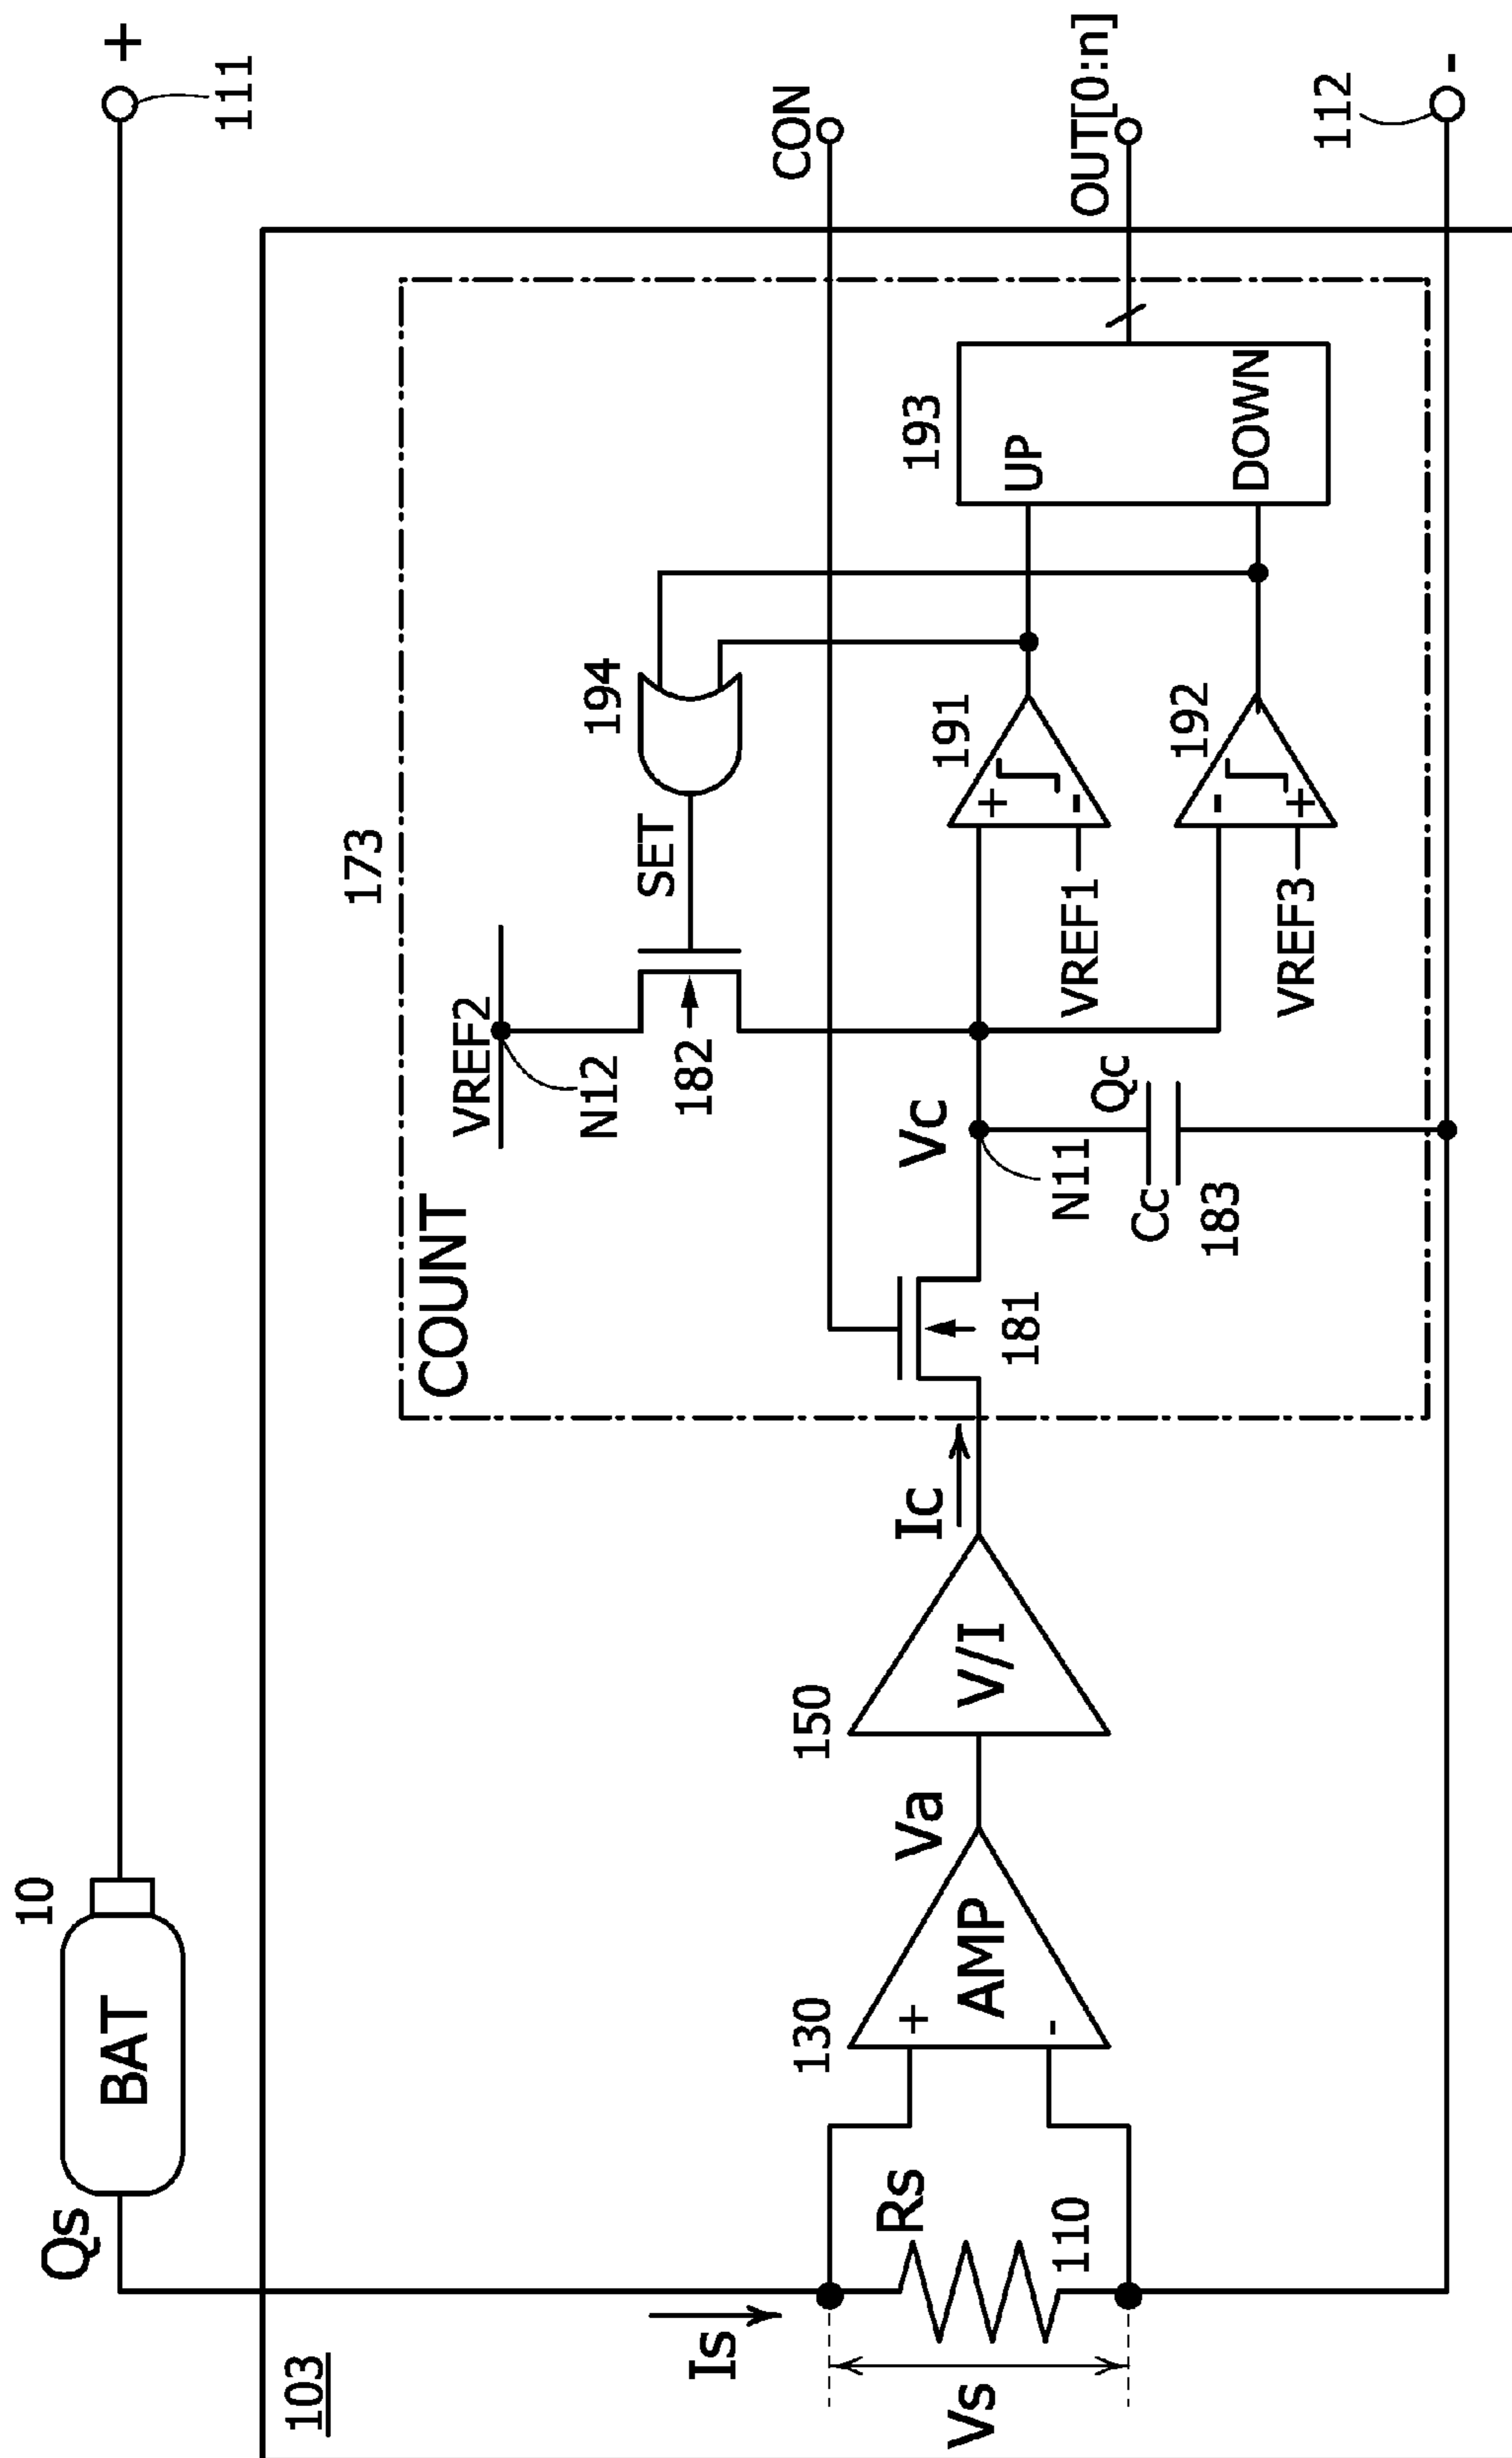 10
BAT
Qs
+
111
103
Is
Vs
Rs
110
130
+
-
AMP
Va
150
V/I
Ic
173
COUNT
VREF2
N12
182
SET
194
CON
181
Vc
N11
Cc
Qc
183
VREF1
+
-
191
VREF3
-
+
192
193
UP
DOWN
OUT[0:n]
112
-